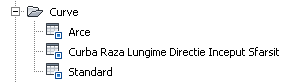 Curve
Arce
Curba Raza Lungime Directie Inceput Sfarsit
Standard